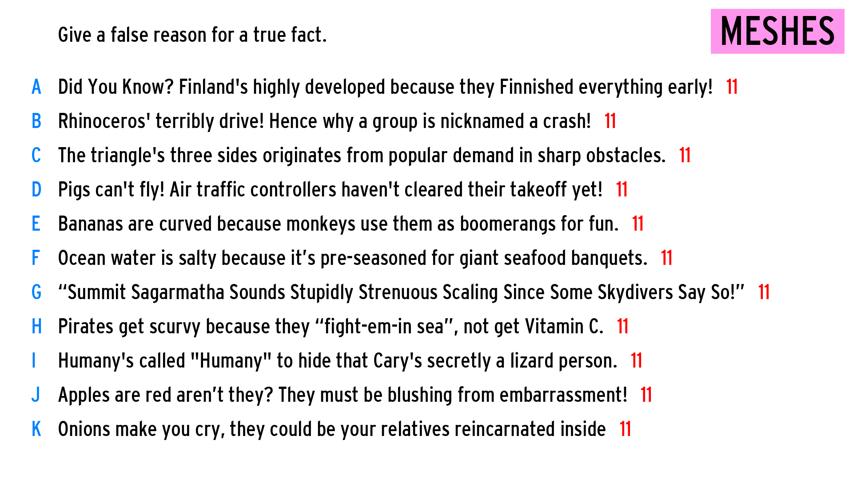 Give a false reason for a true fact.
MESHES
A Did You Know? Finland's highly developed because they Finnished everything early! 11
B Rhinoceros' terribly drive! Hence why a group is nicknamed a crash! 11
C The triangle's three sides originates from popular demand in sharp obstacles. 11
D Pigs can't fly! Air traffic controllers haven't cleared their takeoff yet! 11
E Bananas are curved because monkeys use them as boomerangs for fun. 11
F Ocean water is salty because it’s pre-seasoned for giant seafood banquets. 11
G “Summit Sagarmatha Sounds Stupidly Strenuous Scaling Since Some Skydivers Say So!” 11
H Pirates get scurvy because they “fight-em-in sea”, not get Vitamin C. 11
I Humany's called "Humany" to hide that Cary's secretly a lizard person. 11
J Apples are red aren’t they? They must be blushing from embarrassment! 11
K Onions make you cry, they could be your relatives reincarnated inside 11